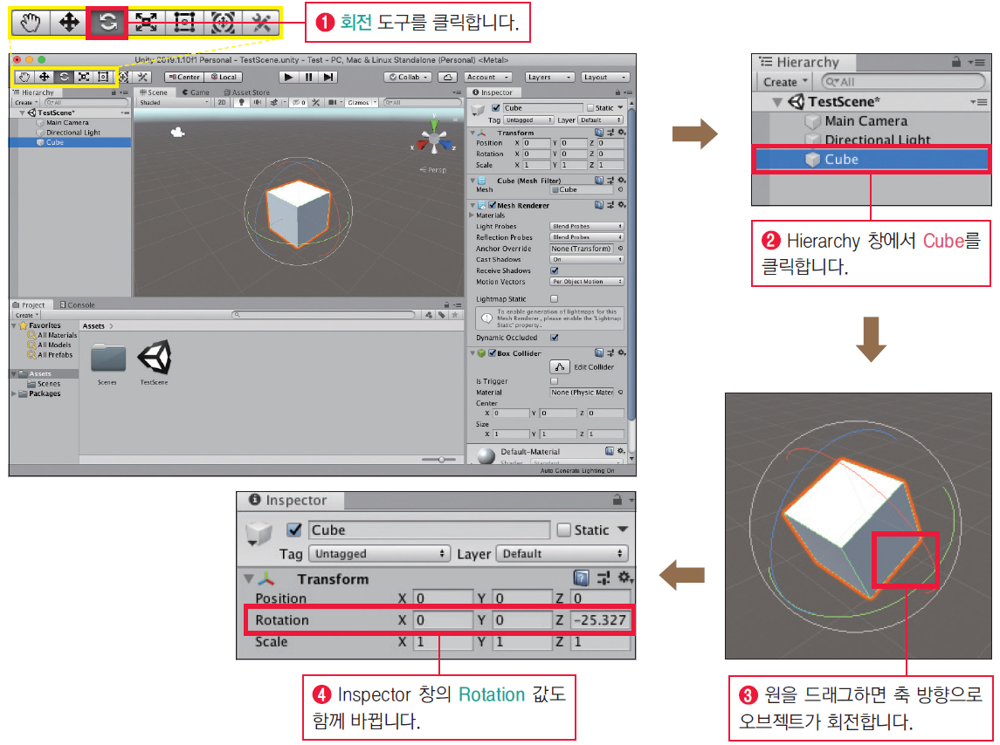 ❶ 회전 도구를 클릭합니다.
Unity 2019.1.10f1 Personal - TestScene.unity - Test - PC, Mac & Linux Standalone (Personal) <Metal>
Center Local
Collab Account Layers Layout
Hierarchy
Create All
TestScene*
Main Camera
Directional Light
Cube
Scene Game Asset Store
Shaded 2D 0 Gizmos All
y
x z
Persp
Inspector
Cube Static
Tag Untagged Layer Default
Transform
Position X 0 Y 0 Z 0
Rotation X 0 Y 0 Z 0
Scale X 1 Y 1 Z 1
Cube (Mesh Filter)
Mesh Cube
Mesh Renderer
Materials
Light Probes Blend Probes
Reflection Probes Blend Probes
Anchor Override None (Transform)
Cast Shadows On
Receive Shadows
Motion Vectors Per Object Motion
Lightmap Static
To enable generation of lightmaps for this
Mesh Renderer, please enable the 'Lightmap
Static' property.
Dynamic Occluded
Box Collider
Edit Collider
Is Trigger
Material None (Physic Mater
Center
X 0 Y 0 Z 0
Size
X 1 Y 1 Z 1
Default-Material
Shader Standard
Project Console
Create
Favorites
All Materials
All Models
All Prefabs
Assets
Scenes
Packages
Assets
Scenes TestScene
Auto Generate Lighting On
Hierarchy
Create All
TestScene*
Main Camera
Directional Light
Cube
❷ Hierarchy 창에서 Cube를
클릭합니다.
❸ 원을 드래그하면 축 방향으로
오브젝트가 회전합니다.
Inspector
Cube Static
Tag Untagged Layer Default
Transform
Position X 0 Y 0 Z 0
Rotation X 0 Y 0 Z -25.327
Scale X 1 Y 1 Z 1
❹ Inspector 창의 Rotation 값도
함께 바뀝니다.